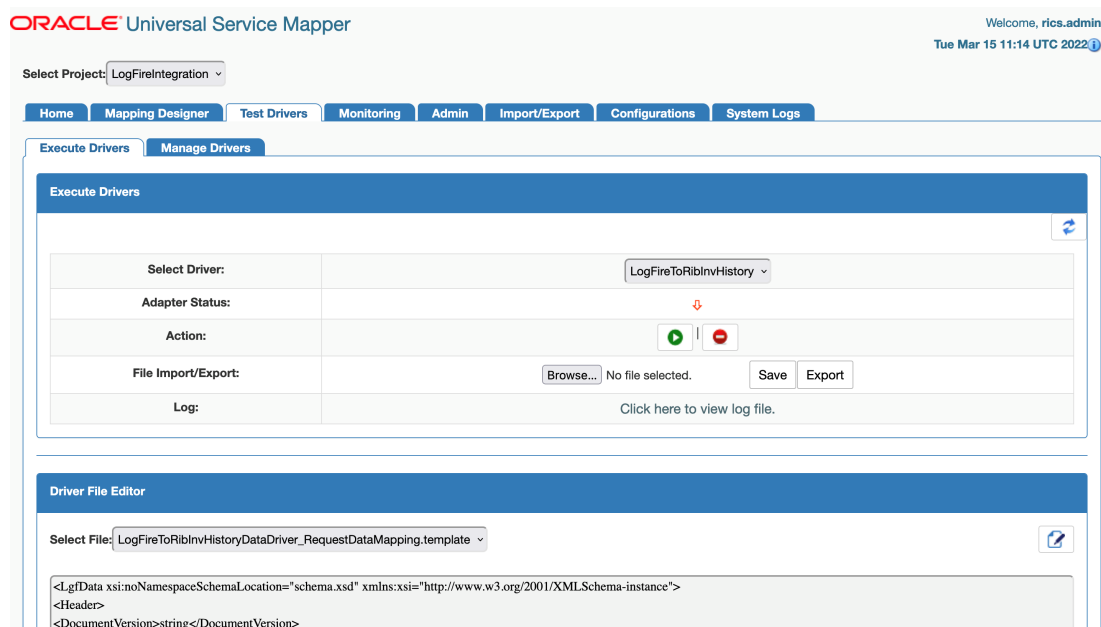 ORACLE® Universal Service Mapper
Welcome, rics.admin
Tue Mar 15 11:14 UTC 2022
Select Project: LogFireIntegration
Home Mapping Designer Test Drivers Monitoring Admin Import/Export Configurations System Logs
Execute Drivers Manage Drivers
Execute Drivers
Select Driver: LogFireToRibInvHistory
Adapter Status:
Action: |
File Import/Export: Browse... No file selected. Save Export
Log: Click here to view log file.
Driver File Editor
Select File: LogFireToRibInvHistoryDataDriver_RequestDataMapping.template
<LgfData xsi:noNamespaceSchemaLocation="schema.xsd" xmlns:xsi="http://www.w3.org/2001/XMLSchema-instance">
<Header>
<DocumentVersion>string</DocumentVersion>